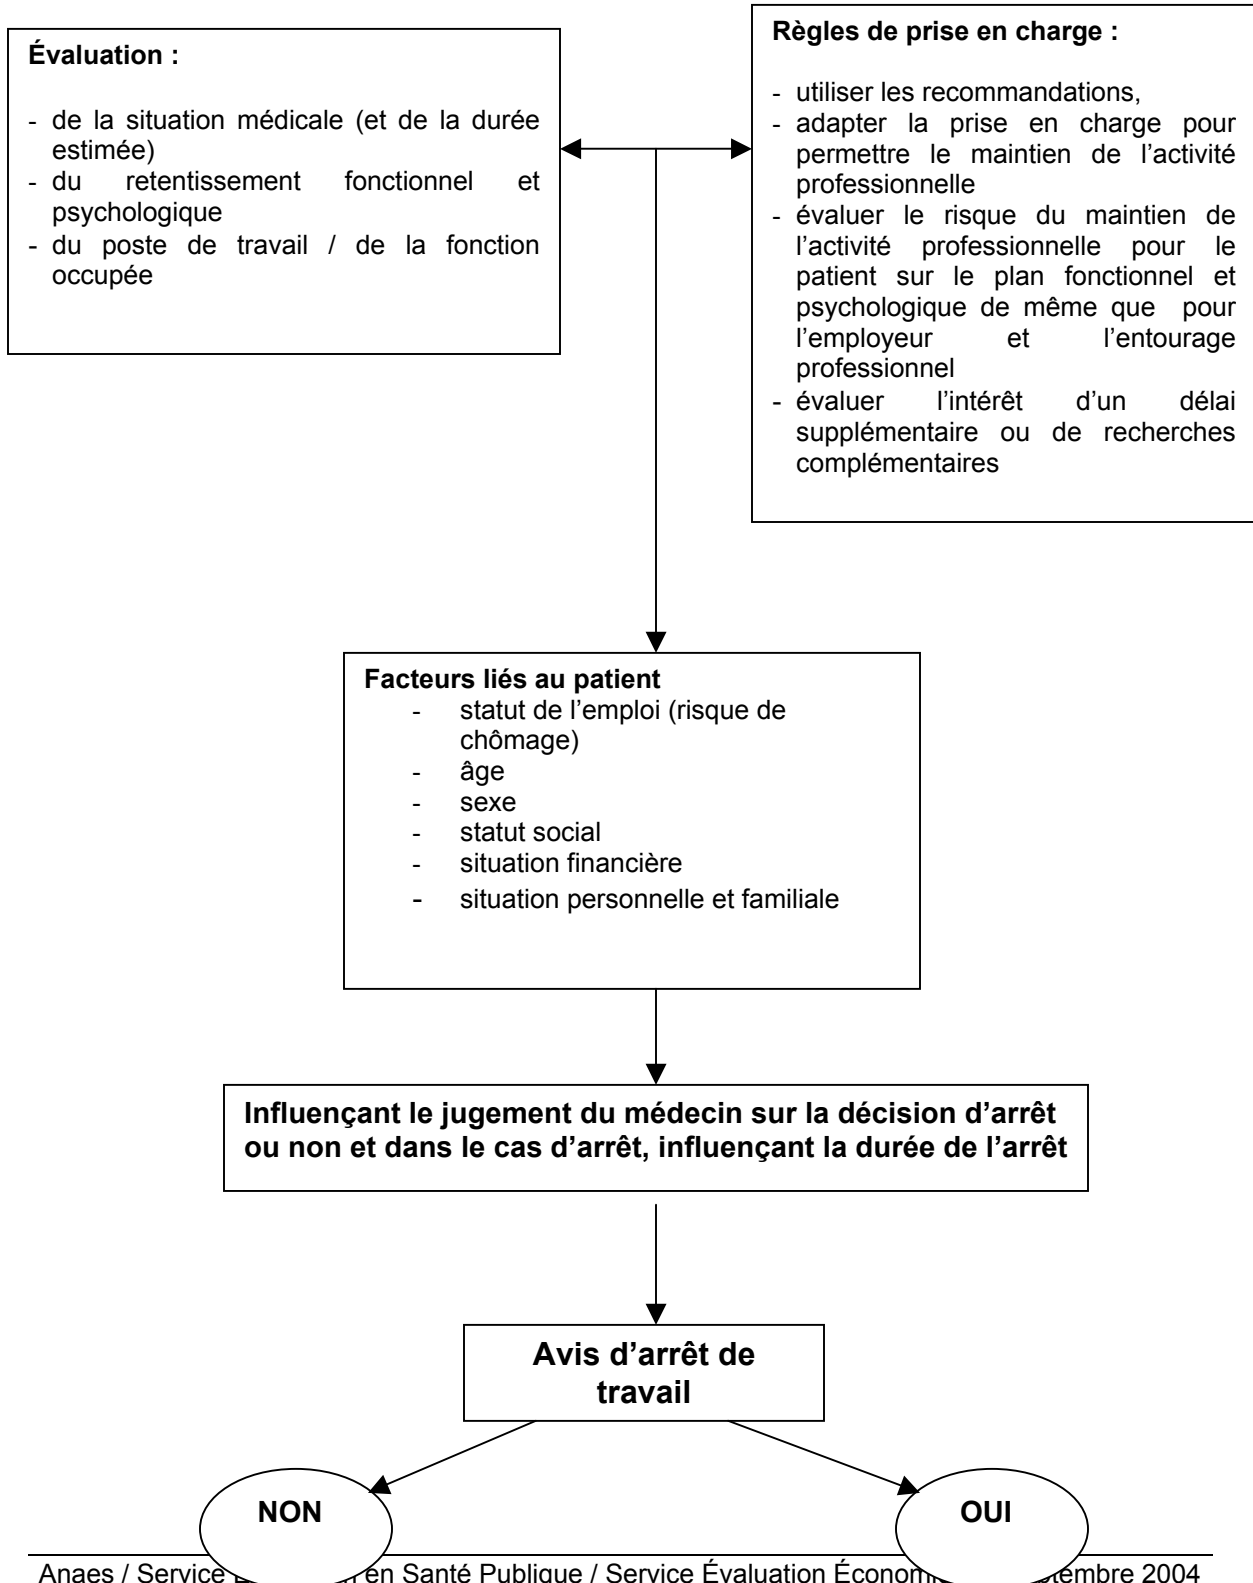 Évaluation :
- de la situation médicale (et de la durée
estimée)
- du retentissement fonctionnel et
psychologique
- du poste de travail / de la fonction
occupée
Règles de prise en charge :
- utiliser les recommandations,
- adapter la prise en charge pour
permettre le maintien de l’activité
professionnelle
- évaluer le risque du maintien de
l’activité professionnelle pour le
patient sur le plan fonctionnel et
psychologique de même que pour
l’employeur et l’entourage
professionnel
- évaluer l’intérêt d’un délai
supplémentaire ou de recherches
complémentaires
Facteurs liés au patient
- statut de l’emploi (risque de
chômage)
- âge
- sexe
- statut social
- situation financière
- situation personnelle et familiale
Influençant le jugement du médecin sur la décision d’arrêt
ou non et dans le cas d’arrêt, influençant la durée de l’arrêt
Avis d’arrêt de
travail
NON
OUI
Anaes / Service en Santé Publique / Service Évaluation 2004